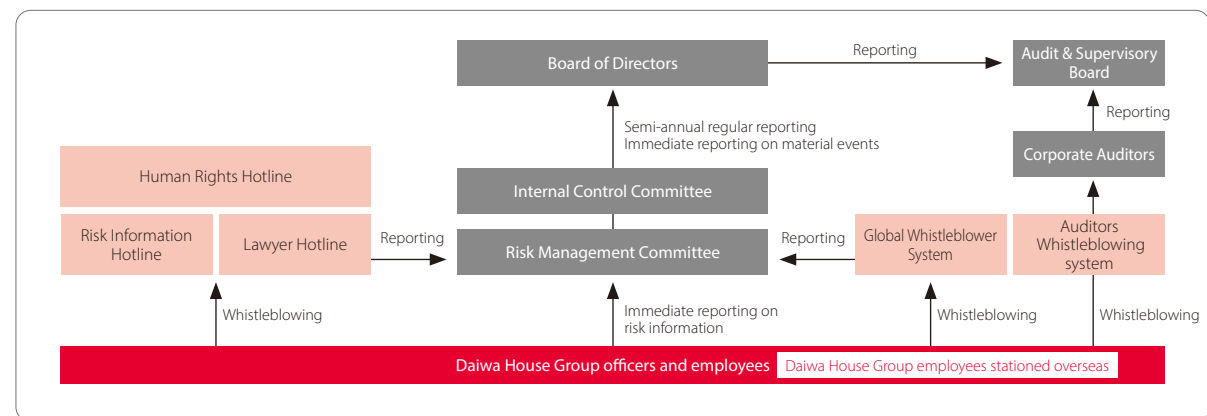 Board of Directors
Reporting
Audit & Supervisory
Board
Semi-annual regular reporting
Immediate reporting on material events
Reporting
Corporate Auditors
Human Rights Hotline
Internal Control Committee
Risk Information
Hotline
Lawyer Hotline
Reporting
Risk Management Committee
Reporting
Global Whistleblower
System
Auditors
Whistleblowing
system
Whistleblowing
Immediate reporting on
risk information
Whistleblowing
Whistleblowing
Daiwa House Group officers and employees
Daiwa House Group employees stationed overseas